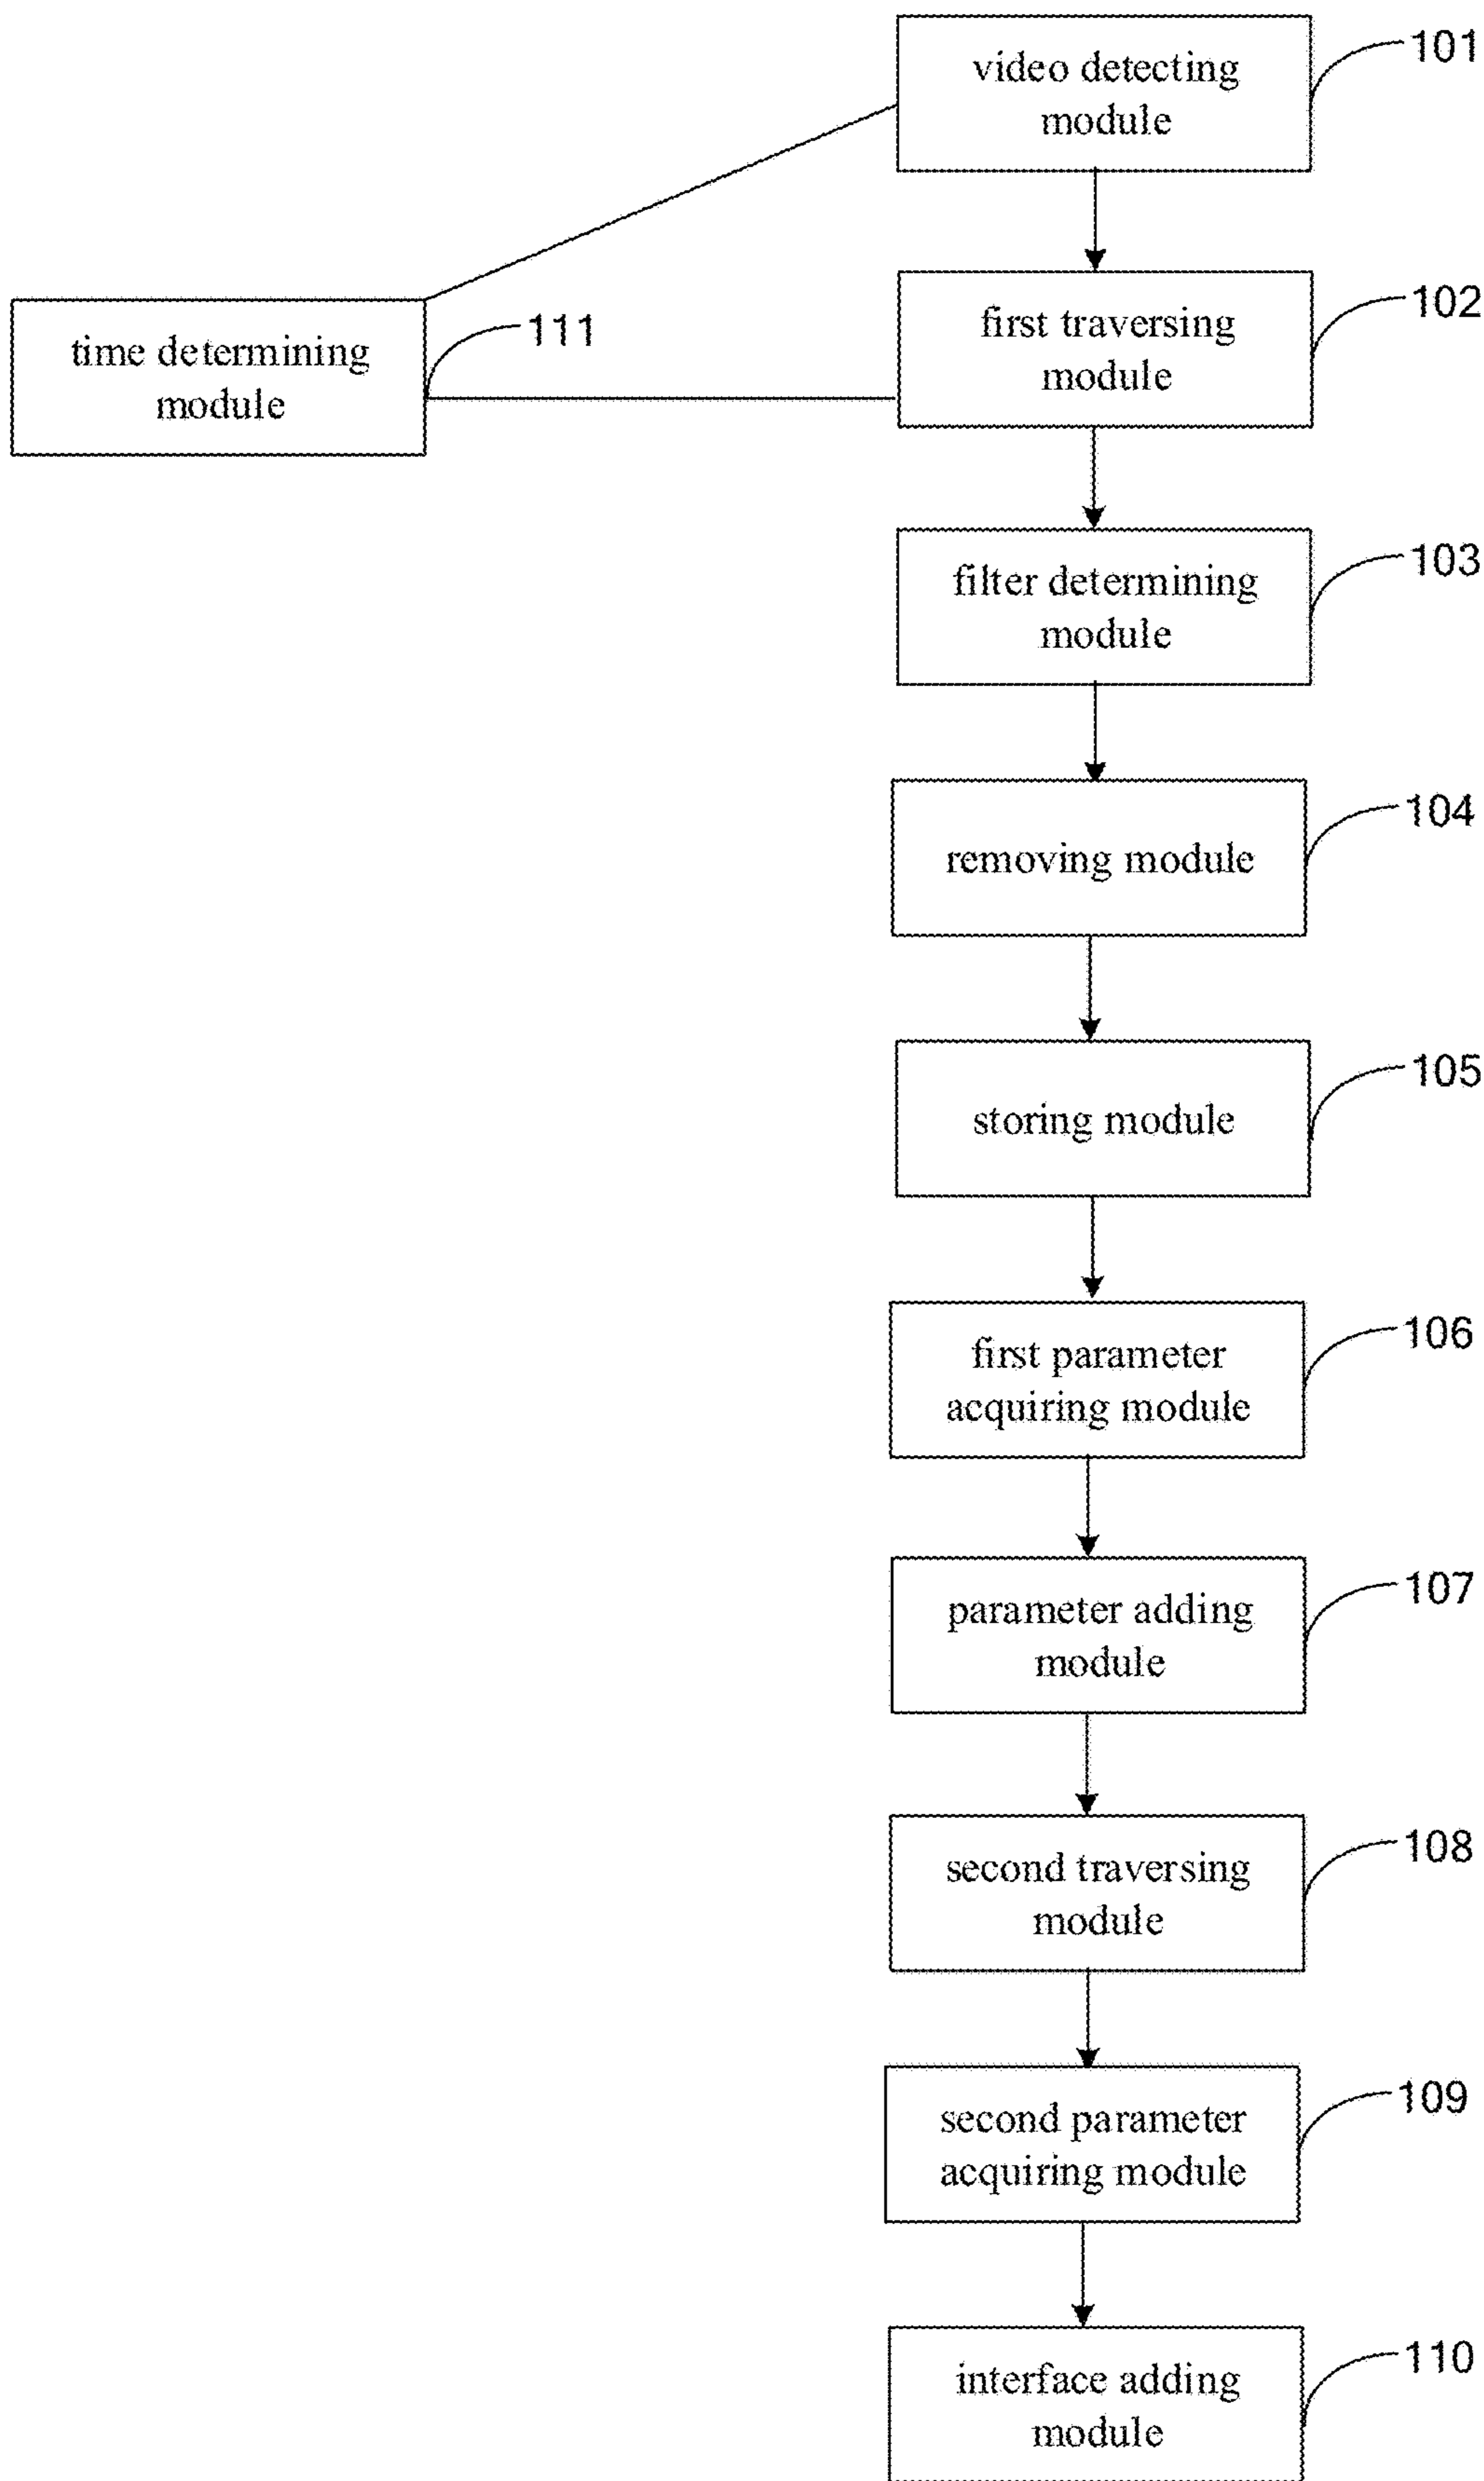 video detecting
module
101
first traversing
module
102
time determining
module
111
filter determining
module
103
removing module
104
storing module
105
first parameter
acquiring module
106
parameter adding
module
107
second traversing
module
108
second parameter
acquiring module
109
interface adding
module
110